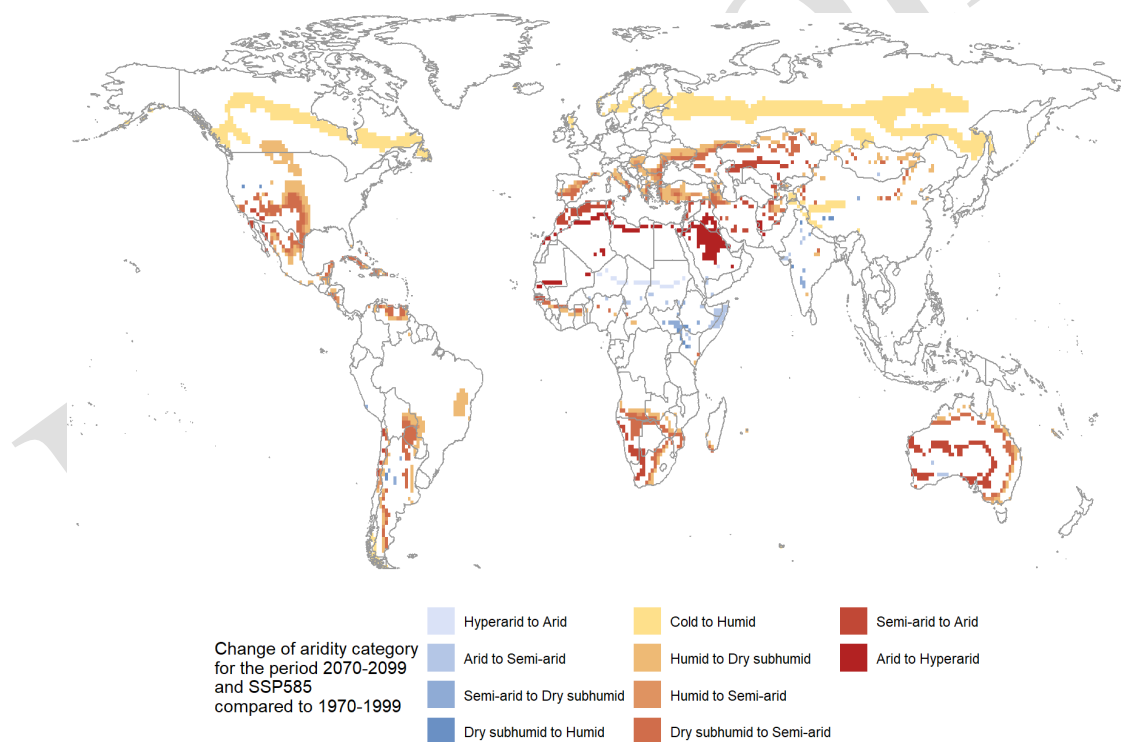 Change of aridity category
for the period 2070-2099
and SSP585
compared to 1970-1999
Hyperarid to Arid
Arid to Semi-arid
Semi-arid to Dry subhumid
Dry subhumid to Humid
Cold to Humid
Humid to Dry subhumid
Humid to Semi-arid
Dry subhumid to Semi-arid
Semi-arid to Arid
Arid to Hyperarid